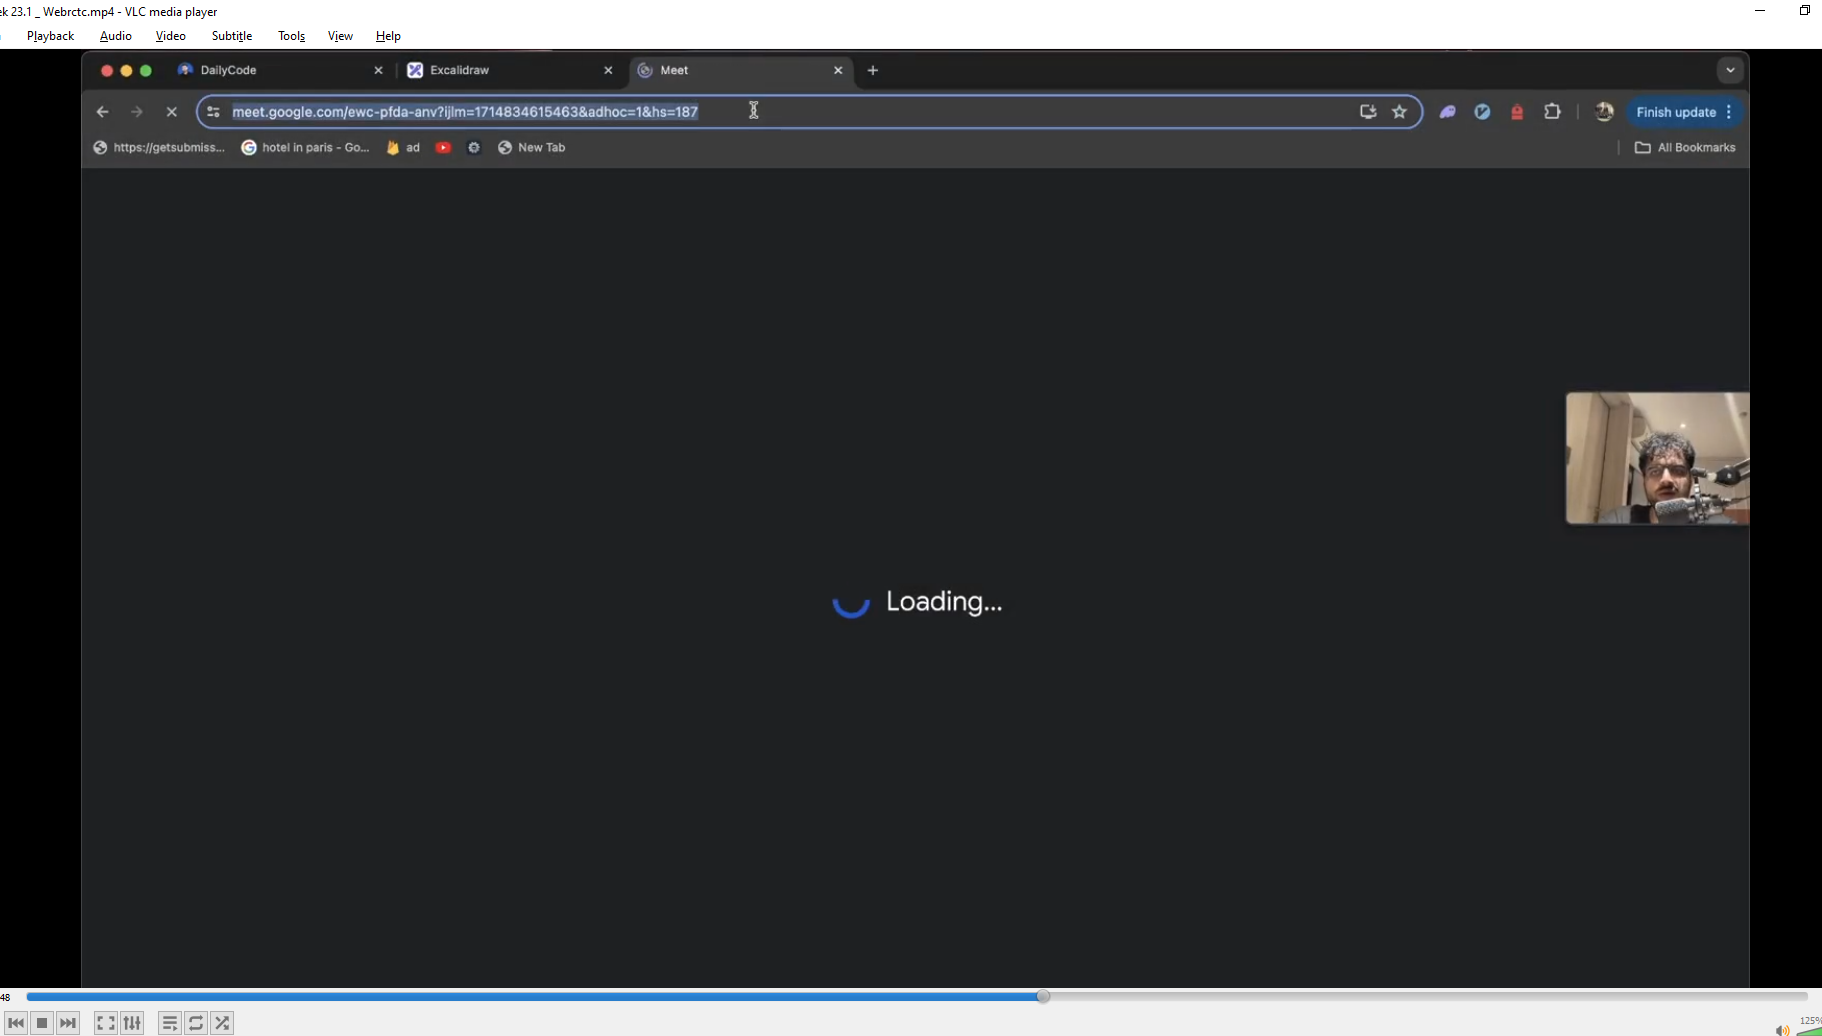 ek 23.1 _ Webrctc.mp4 - VLC media player
Playback Audio Video Subtitle Tools View Help
DailyCode Excalidraw Meet
meet.google.com/ewc-pfda-anv?ijlm=1714834615463&adhoc=1&hs=187 Finish update
https://getsubmiss... hotel in paris - Go... ad New Tab All Bookmarks
Loading...
48
125%